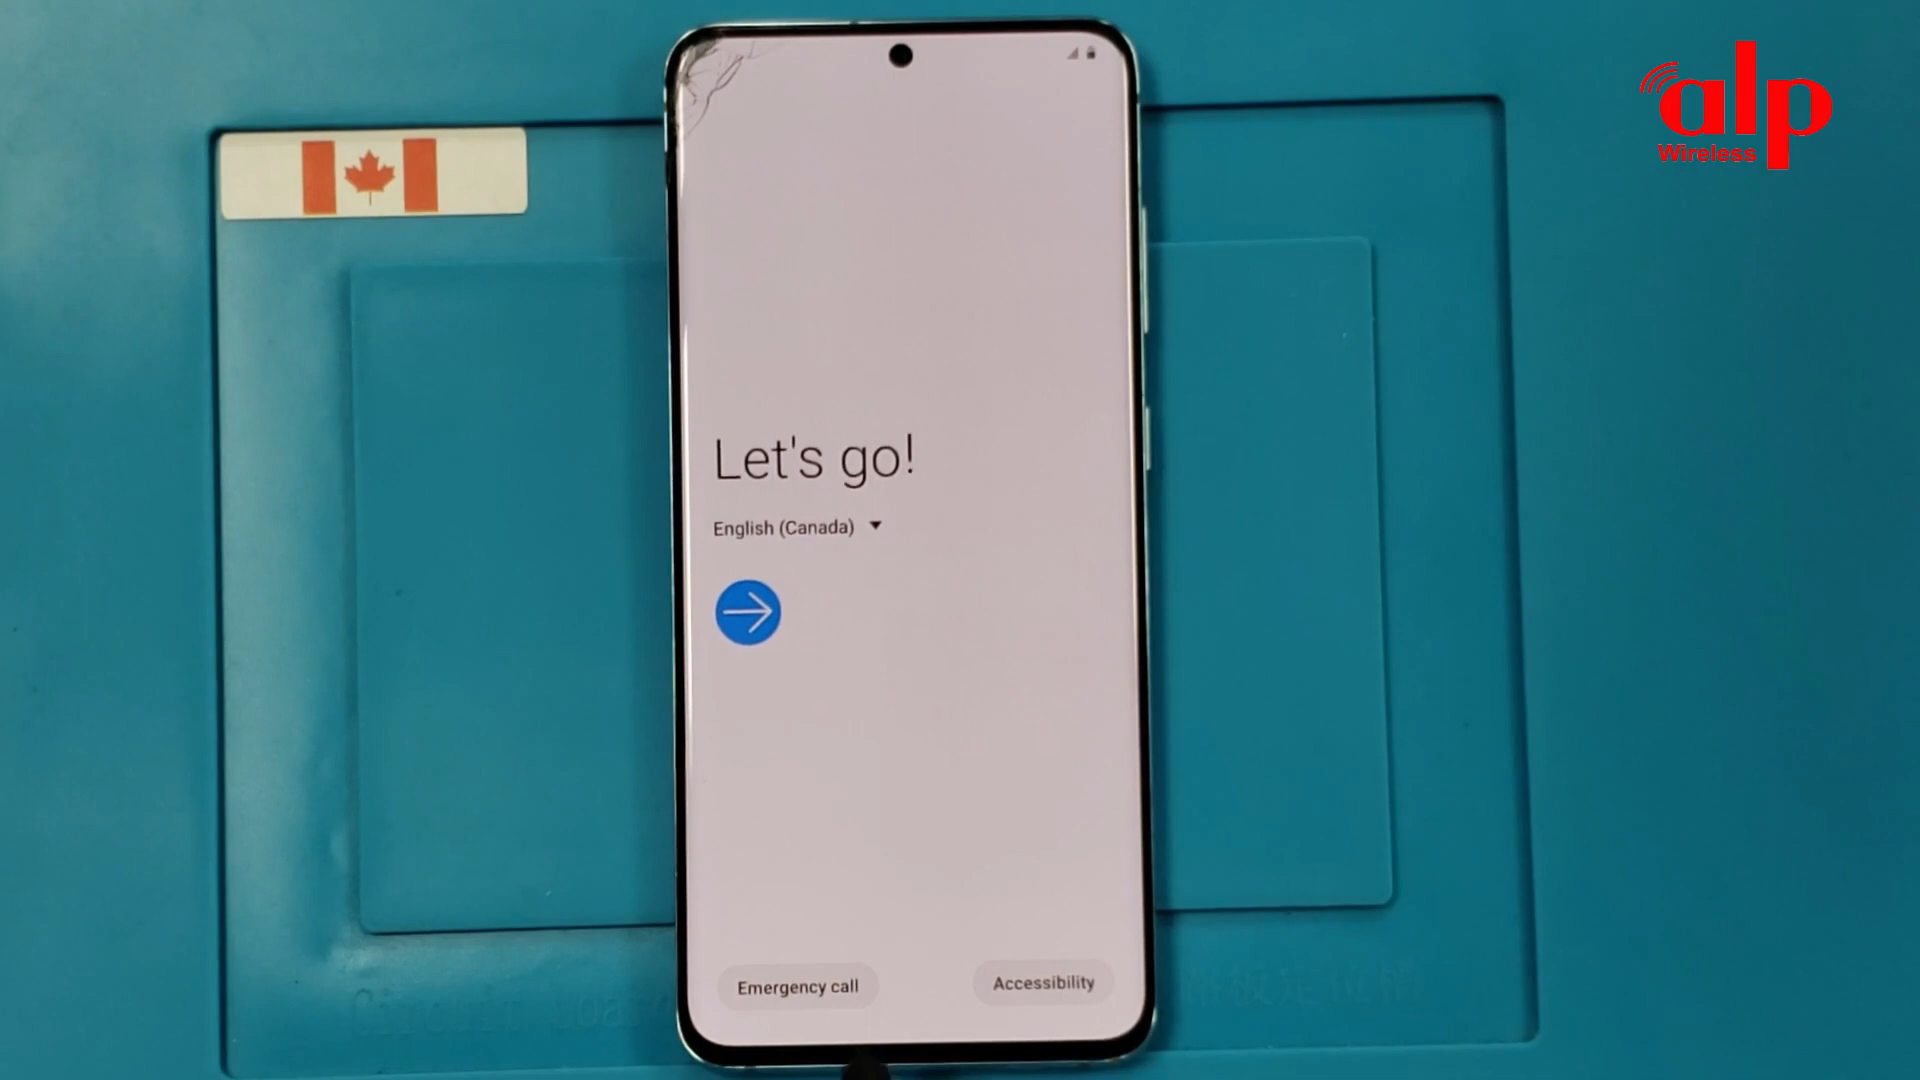 alp
Wireless
Let's go!
English (Canada)
Emergency call
Accessibility